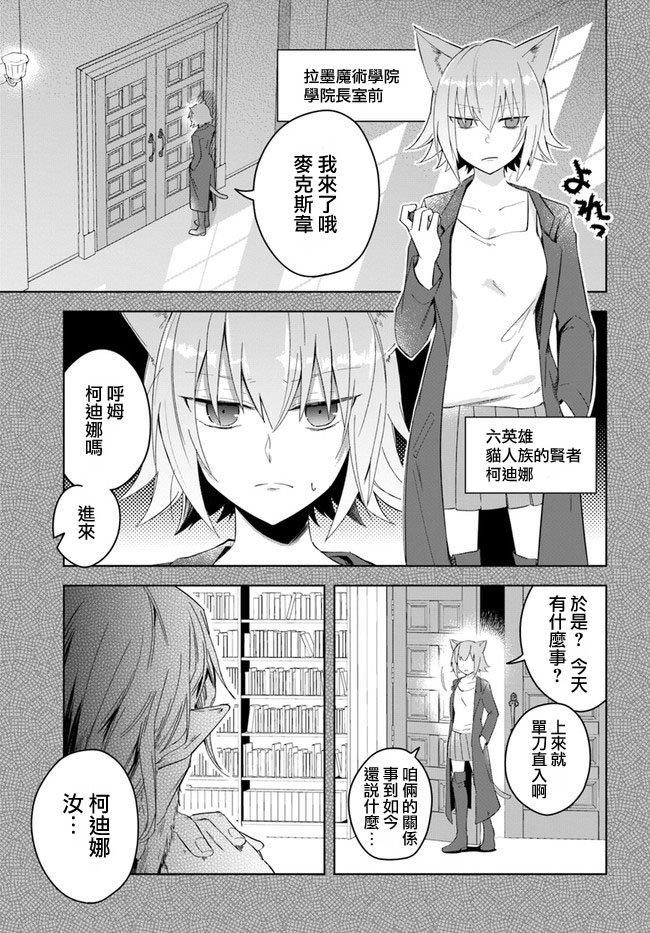 拉墨魔術學院
學院長室前
我來了哦
麥克斯韋
よれっ
六英雄
貓人族的賢者
柯迪娜
呼姆
柯迪娜嗎
進來
於是？今天
有什麼事？
上來就
單刀直入啊
咱倆的關係
事到如今
還說什麼…
柯迪娜
汝…